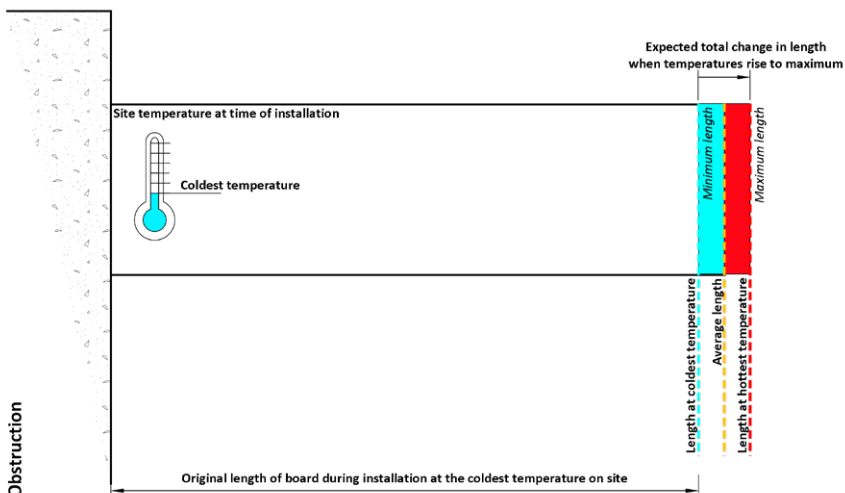 Expected total change in length
when temperatures rise to maximum
Site temperature at time of installation
Coldest temperature
Minimum length
Maximum length
Length at coldest temperature
Average length
Length at hottest temperature
Obstruction
Original length of board during installation at the coldest temperature on site